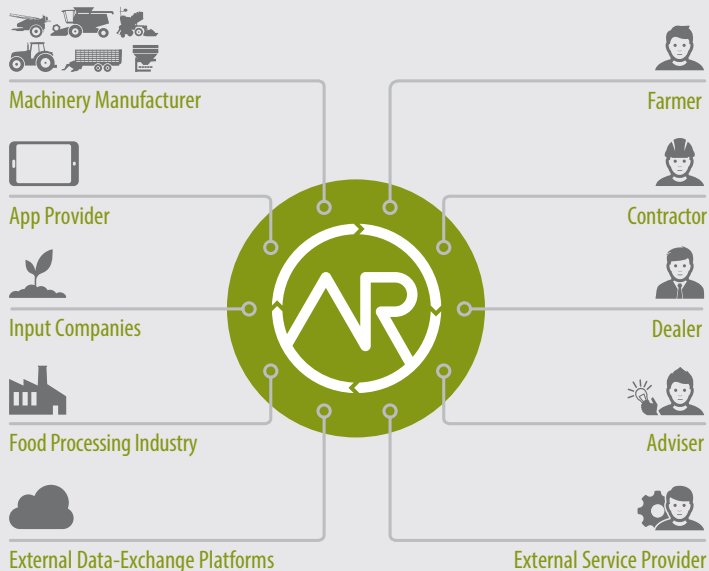 Machinery Manufacturer
Farmer
App Provider
Contractor
Input Companies
Dealer
Food Processing Industry
Adviser
External Data-Exchange Platforms
External Service Provider
AR